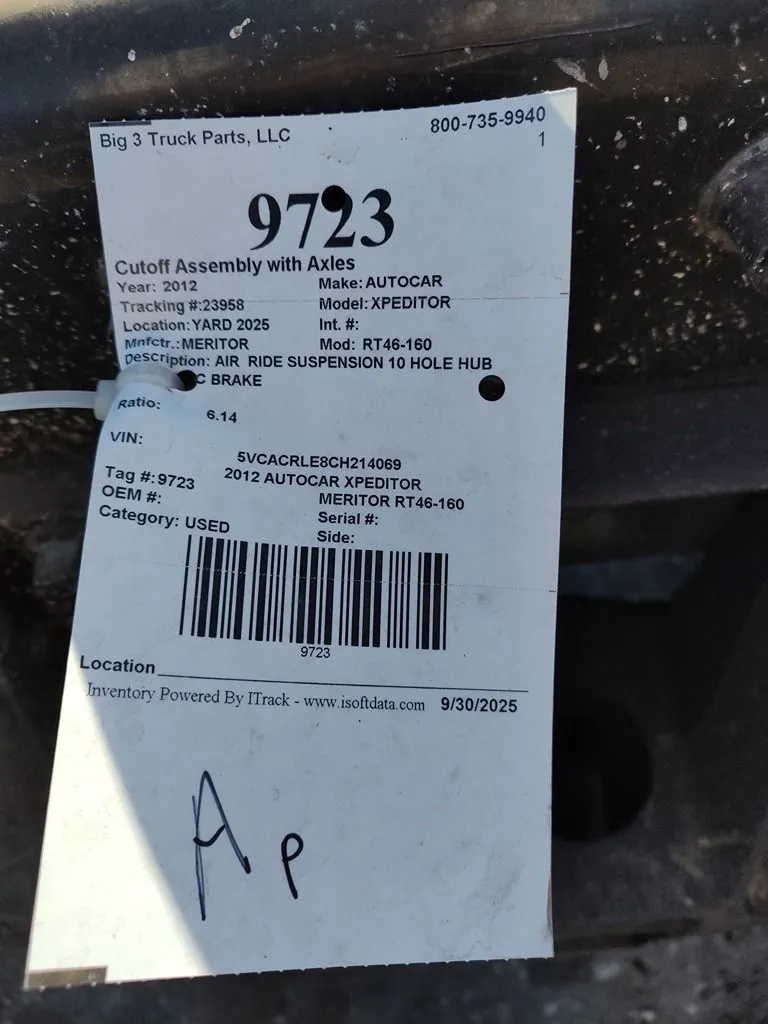 Big 3 Truck Parts, LLC 800-735-9940
1
9723
Cutoff Assembly with Axles
Year: 2012 Make: AUTOCAR
Tracking #:23958 Model: XPEDITOR
Location: YARD 2025 Int. #:
Mnfctr.: MERITOR Mod: RT46-160
Description: AIR RIDE SUSPENSION 10 HOLE HUB
C BRAKE
Ratio: 6.14
VIN: 5VCACRLE8CH214069
2012 AUTOCAR XPEDITOR
Tag #: 9723 MERITOR RT46-160
OEM #: Serial #:
Category: USED Side:
9723
Location
Inventory Powered By ITrack - www.isoftdata.com 9/30/2025
A P